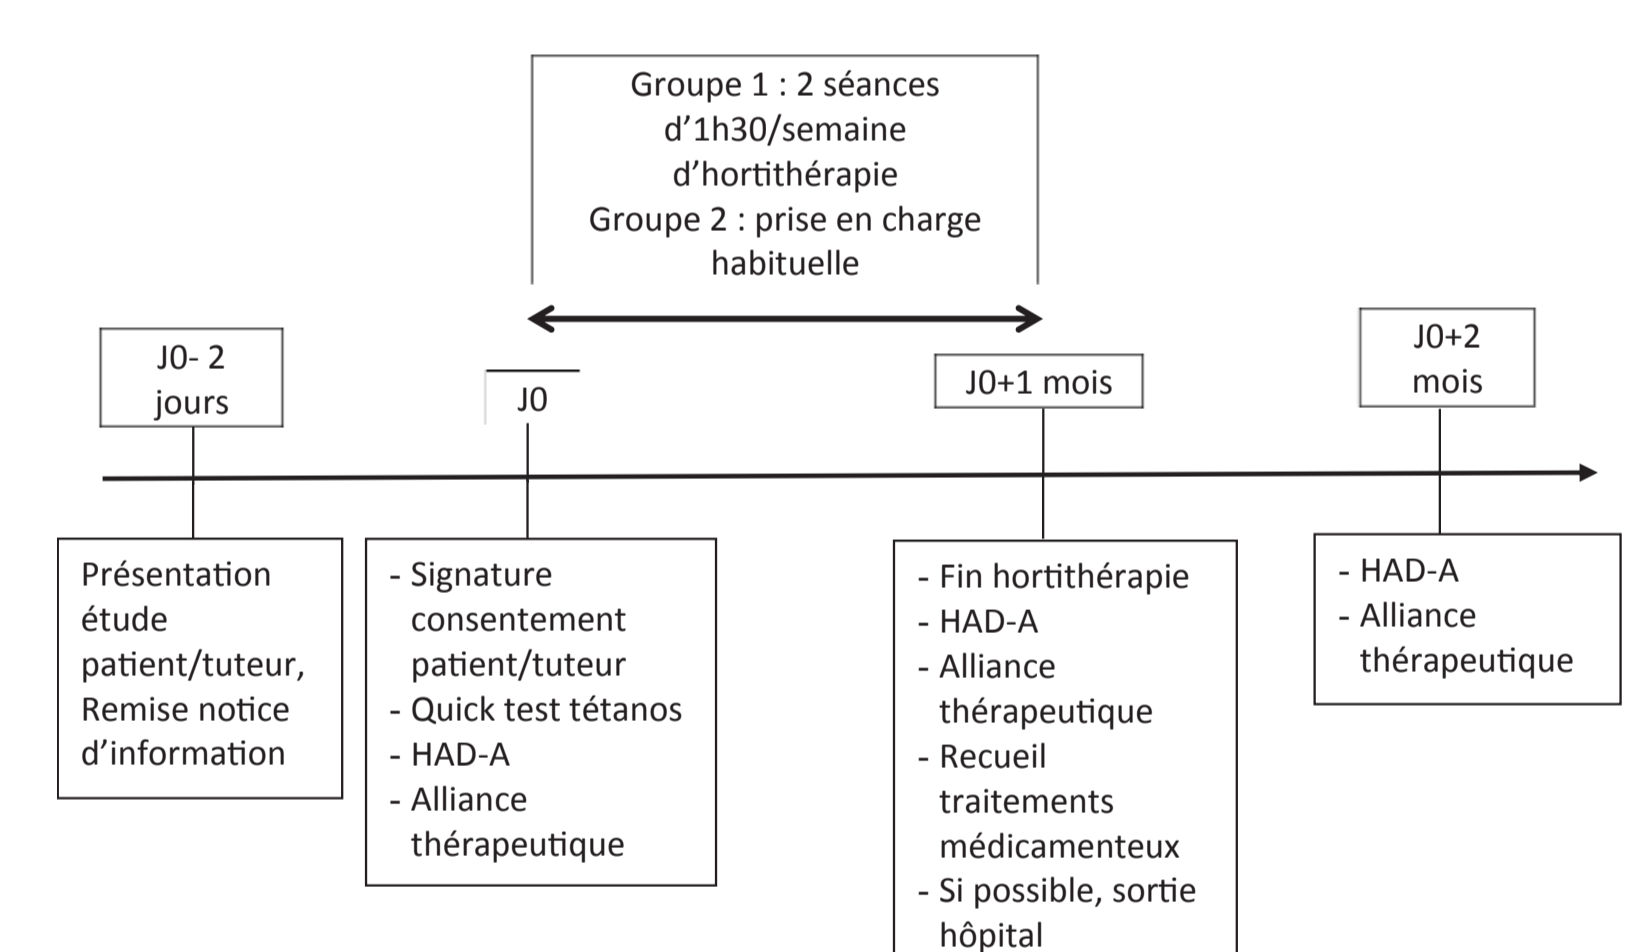 Groupe 1 : 2 séances
d’1h30/semaine
d’hortithérapie
Groupe 2 : prise en charge
habituelle
J0- 2
jours
J0
J0+1 mois
J0+2
mois
Présentation
étude
patient/tuteur,
Remise notice
d’information
- Signature
consentement
patient/tuteur
- Quick test tétanos
- HAD-A
- Alliance
thérapeutique
- Fin hortithérapie
- HAD-A
- Alliance
thérapeutique
- Recueil
traitements
médicamenteux
- Si possible, sortie
hôpital
- HAD-A
- Alliance
thérapeutique